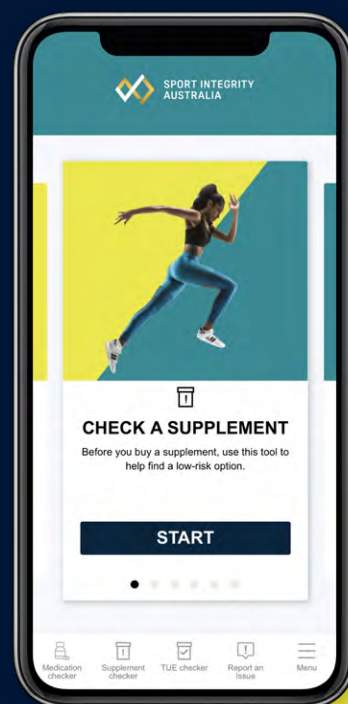 SPORT INTEGRITY
AUSTRALIA
CHECK A SUPPLEMENT
Before you buy a supplement, use this tool to
help find a low-risk option.
START
Medication
checker
Supplement
checker
TUE checker
Report an
Issue
Menu